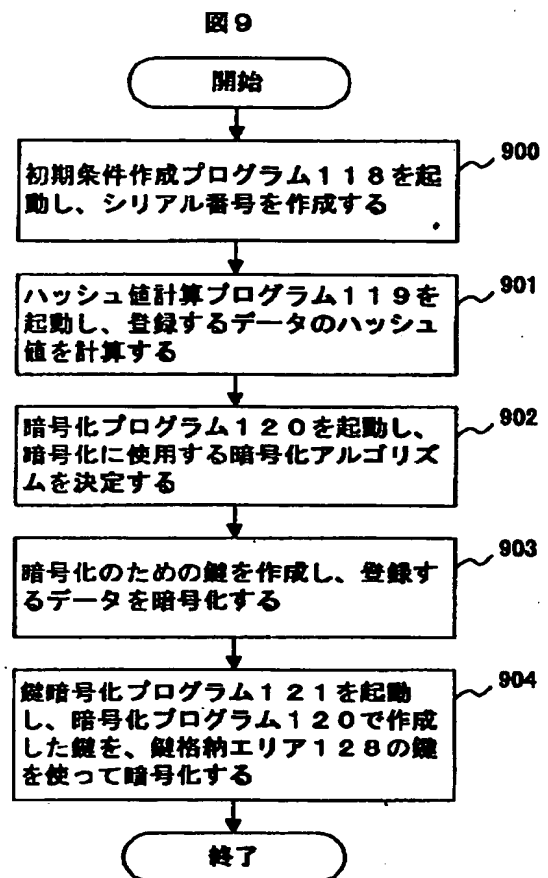 図9
開始
初期条件作成プログラム118を起
動し、シリアル番号を作成する
900
ハッシュ値計算プログラム119を
起動し、登録するデータのハッシュ
値を計算する
901
暗号化プログラム120を起動し、
暗号化に使用する暗号化アルゴリズ
ムを決定する
902
暗号化のための鍵を作成し、登録す
るデータを暗号化する
903
鍵暗号化プログラム121を起動
し、暗号化プログラム120で作成
した鍵を、鍵格納エリア128の鍵
を使って暗号化する
904
終了